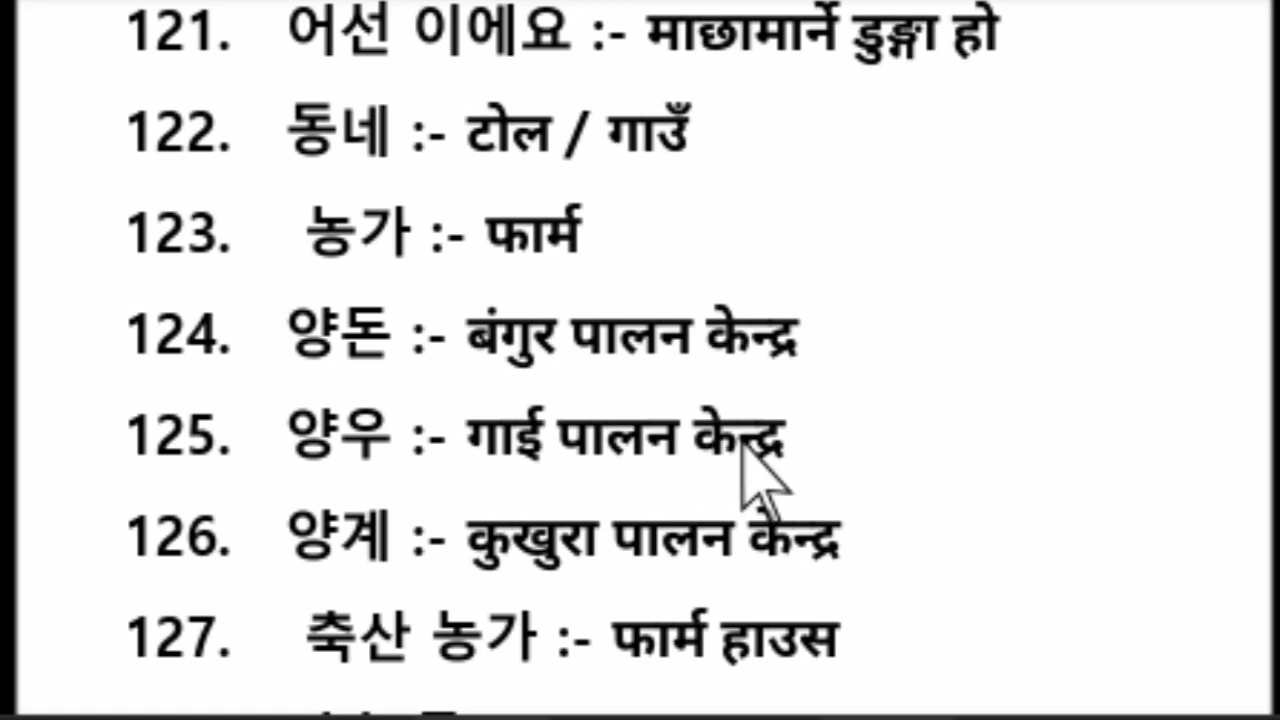 121. 어선 이에요 :- माछामार्ने डुङ्गा हो
122. 동네 :- टोल / गाउँ
123. 농가 :- फार्म
124. 양돈 :- बंगुर पालन केन्द्र
125. 양우 :- गाई पालन केन्द्र
126. 양계 :- कुखुरा पालन केन्द्र
127. 축산 농가 :- फार्म हाउस